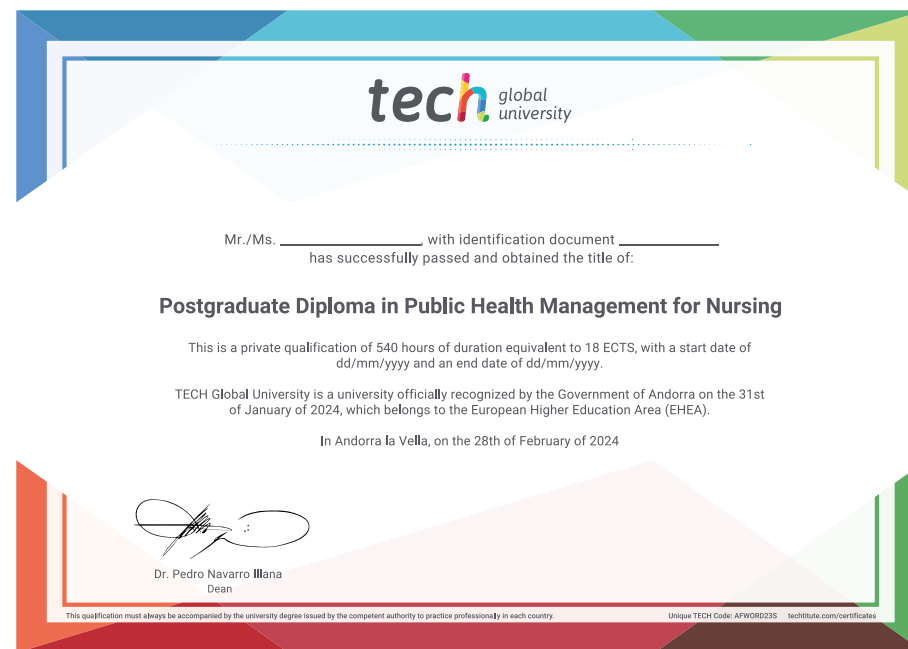 tech global university
Mr./Ms. ____________, with identification document ____________
has successfully passed and obtained the title of:
Postgraduate Diploma in Public Health Management for Nursing
This is a private qualification of 540 hours of duration equivalent to 18 ECTS, with a start date of
dd/mm/yyyy and an end date of dd/mm/yyyy.
TECH Global University is a university officially recognized by the Government of Andorra on the 31st
of January of 2024, which belongs to the European Higher Education Area (EHEA).
In Andorra la Vella, on the 28th of February of 2024
Dr. Pedro Navarro Illana
Dean
This qualification must always be accompanied by the university degree issued by the competent authority to practice professionally in each country.
Unique TECH Code: AFWORD23S techtitute.com/certificates